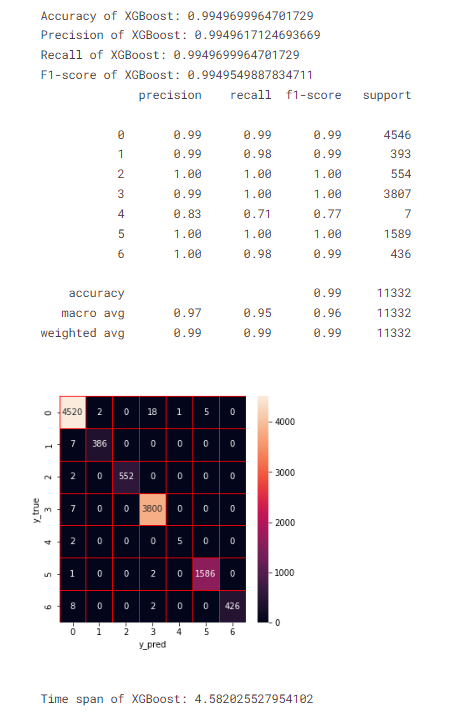 Accuracy of XGBoost: 0.9949699964701729
Precision of XGBoost: 0.9949617124693669
Recall of XGBoost: 0.9949699964701729
F1-score of XGBoost: 0.9949549887834711
precision recall f1-score support
0 0.99 0.99 0.99 4546
1 0.99 0.98 0.99 393
2 1.00 1.00 1.00 554
3 0.99 1.00 1.00 3807
4 0.83 0.71 0.77 7
5 1.00 1.00 1.00 1589
6 1.00 0.98 0.99 436
accuracy 0.99 11332
macro avg 0.97 0.95 0.96 11332
weighted avg 0.99 0.99 0.99 11332
y_true
0 4520 2 0 18 1 5 0
1 7 386 0 0 0 0 0
2 2 0 552 0 0 0 0
3 7 0 0 3800 0 0 0
4 2 0 0 0 5 0 0
5 1 0 0 2 0 1586 0
6 8 0 0 2 0 0 426
0 1 2 3 4 5 6
y_pred
4000
3000
2000
1000
0
Time span of XGBoost: 4.582025527954102